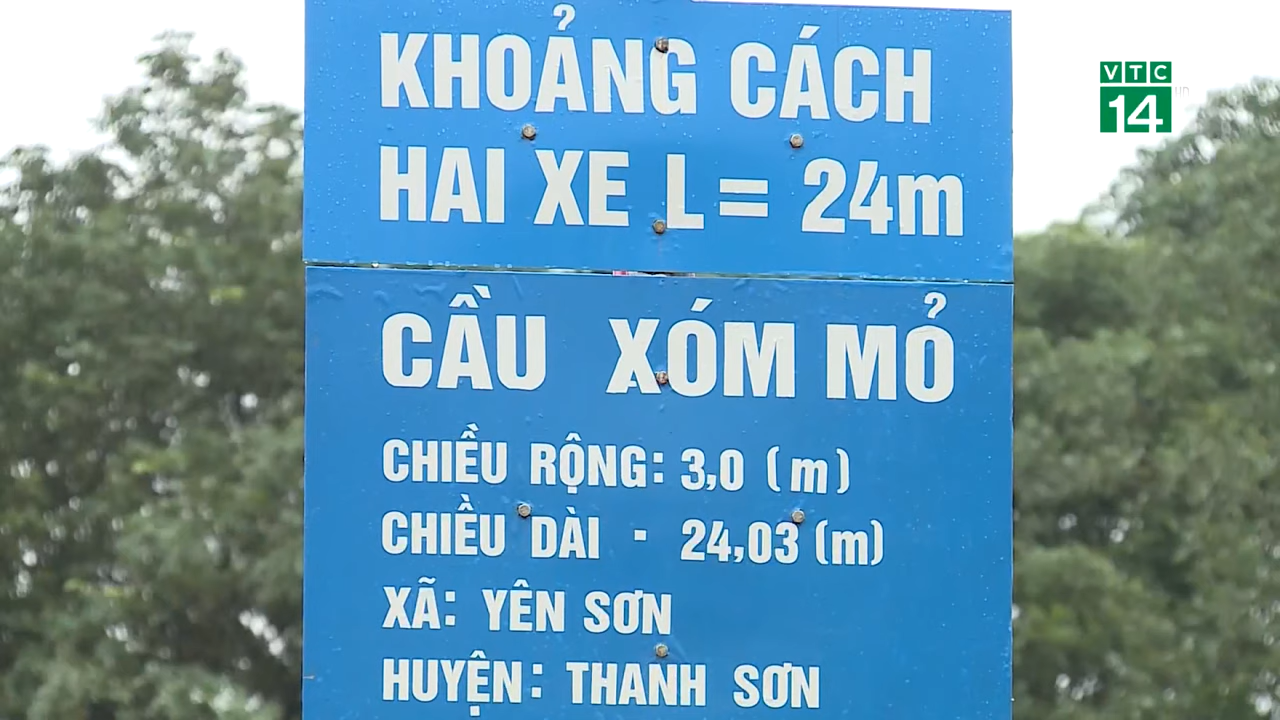 KHOẢNG CÁCH
HAI XE L = 24m
CẦU XÓM MỎ
CHIỀU RỘNG: 3,0 (m)
CHIỀU DÀI - 24,03 (m)
XÃ: YÊN SƠN
HUYỆN: THANH SƠN
VTC
14